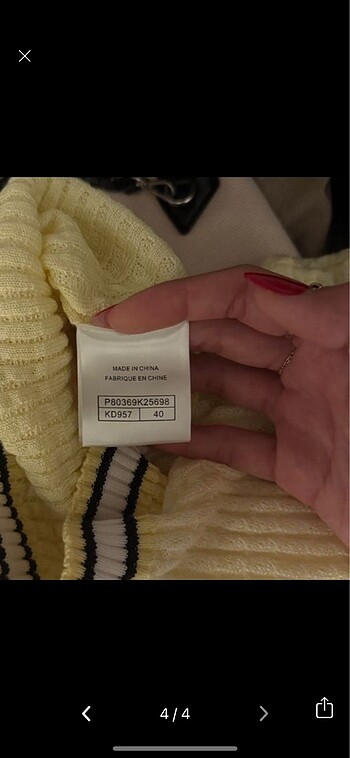 MADE IN CHINA
FABRIQUE EN CHINE
P80369K25698
KD957 40
4/4